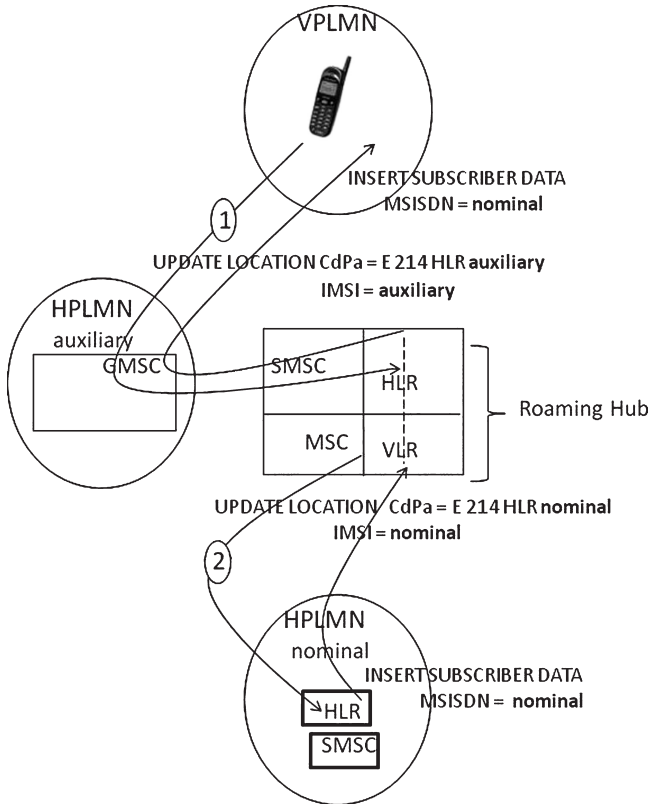 VPLMN
INSERT SUBSCRIBER DATA
MSISDN = nominal
1
UPDATE LOCATION CdPa = E 214 HLR auxiliary
IMSI = auxiliary
HPLMN
auxiliary
GMSC
SMSC
HLR
Roaming Hub
MSC
VLR
UPDATE LOCATION CdPa = E 214 HLR nominal
IMSI = nominal
2
HPLMN
nominal
INSERT SUBSCRIBER DATA
MSISDN = nominal
HLR
SMSC